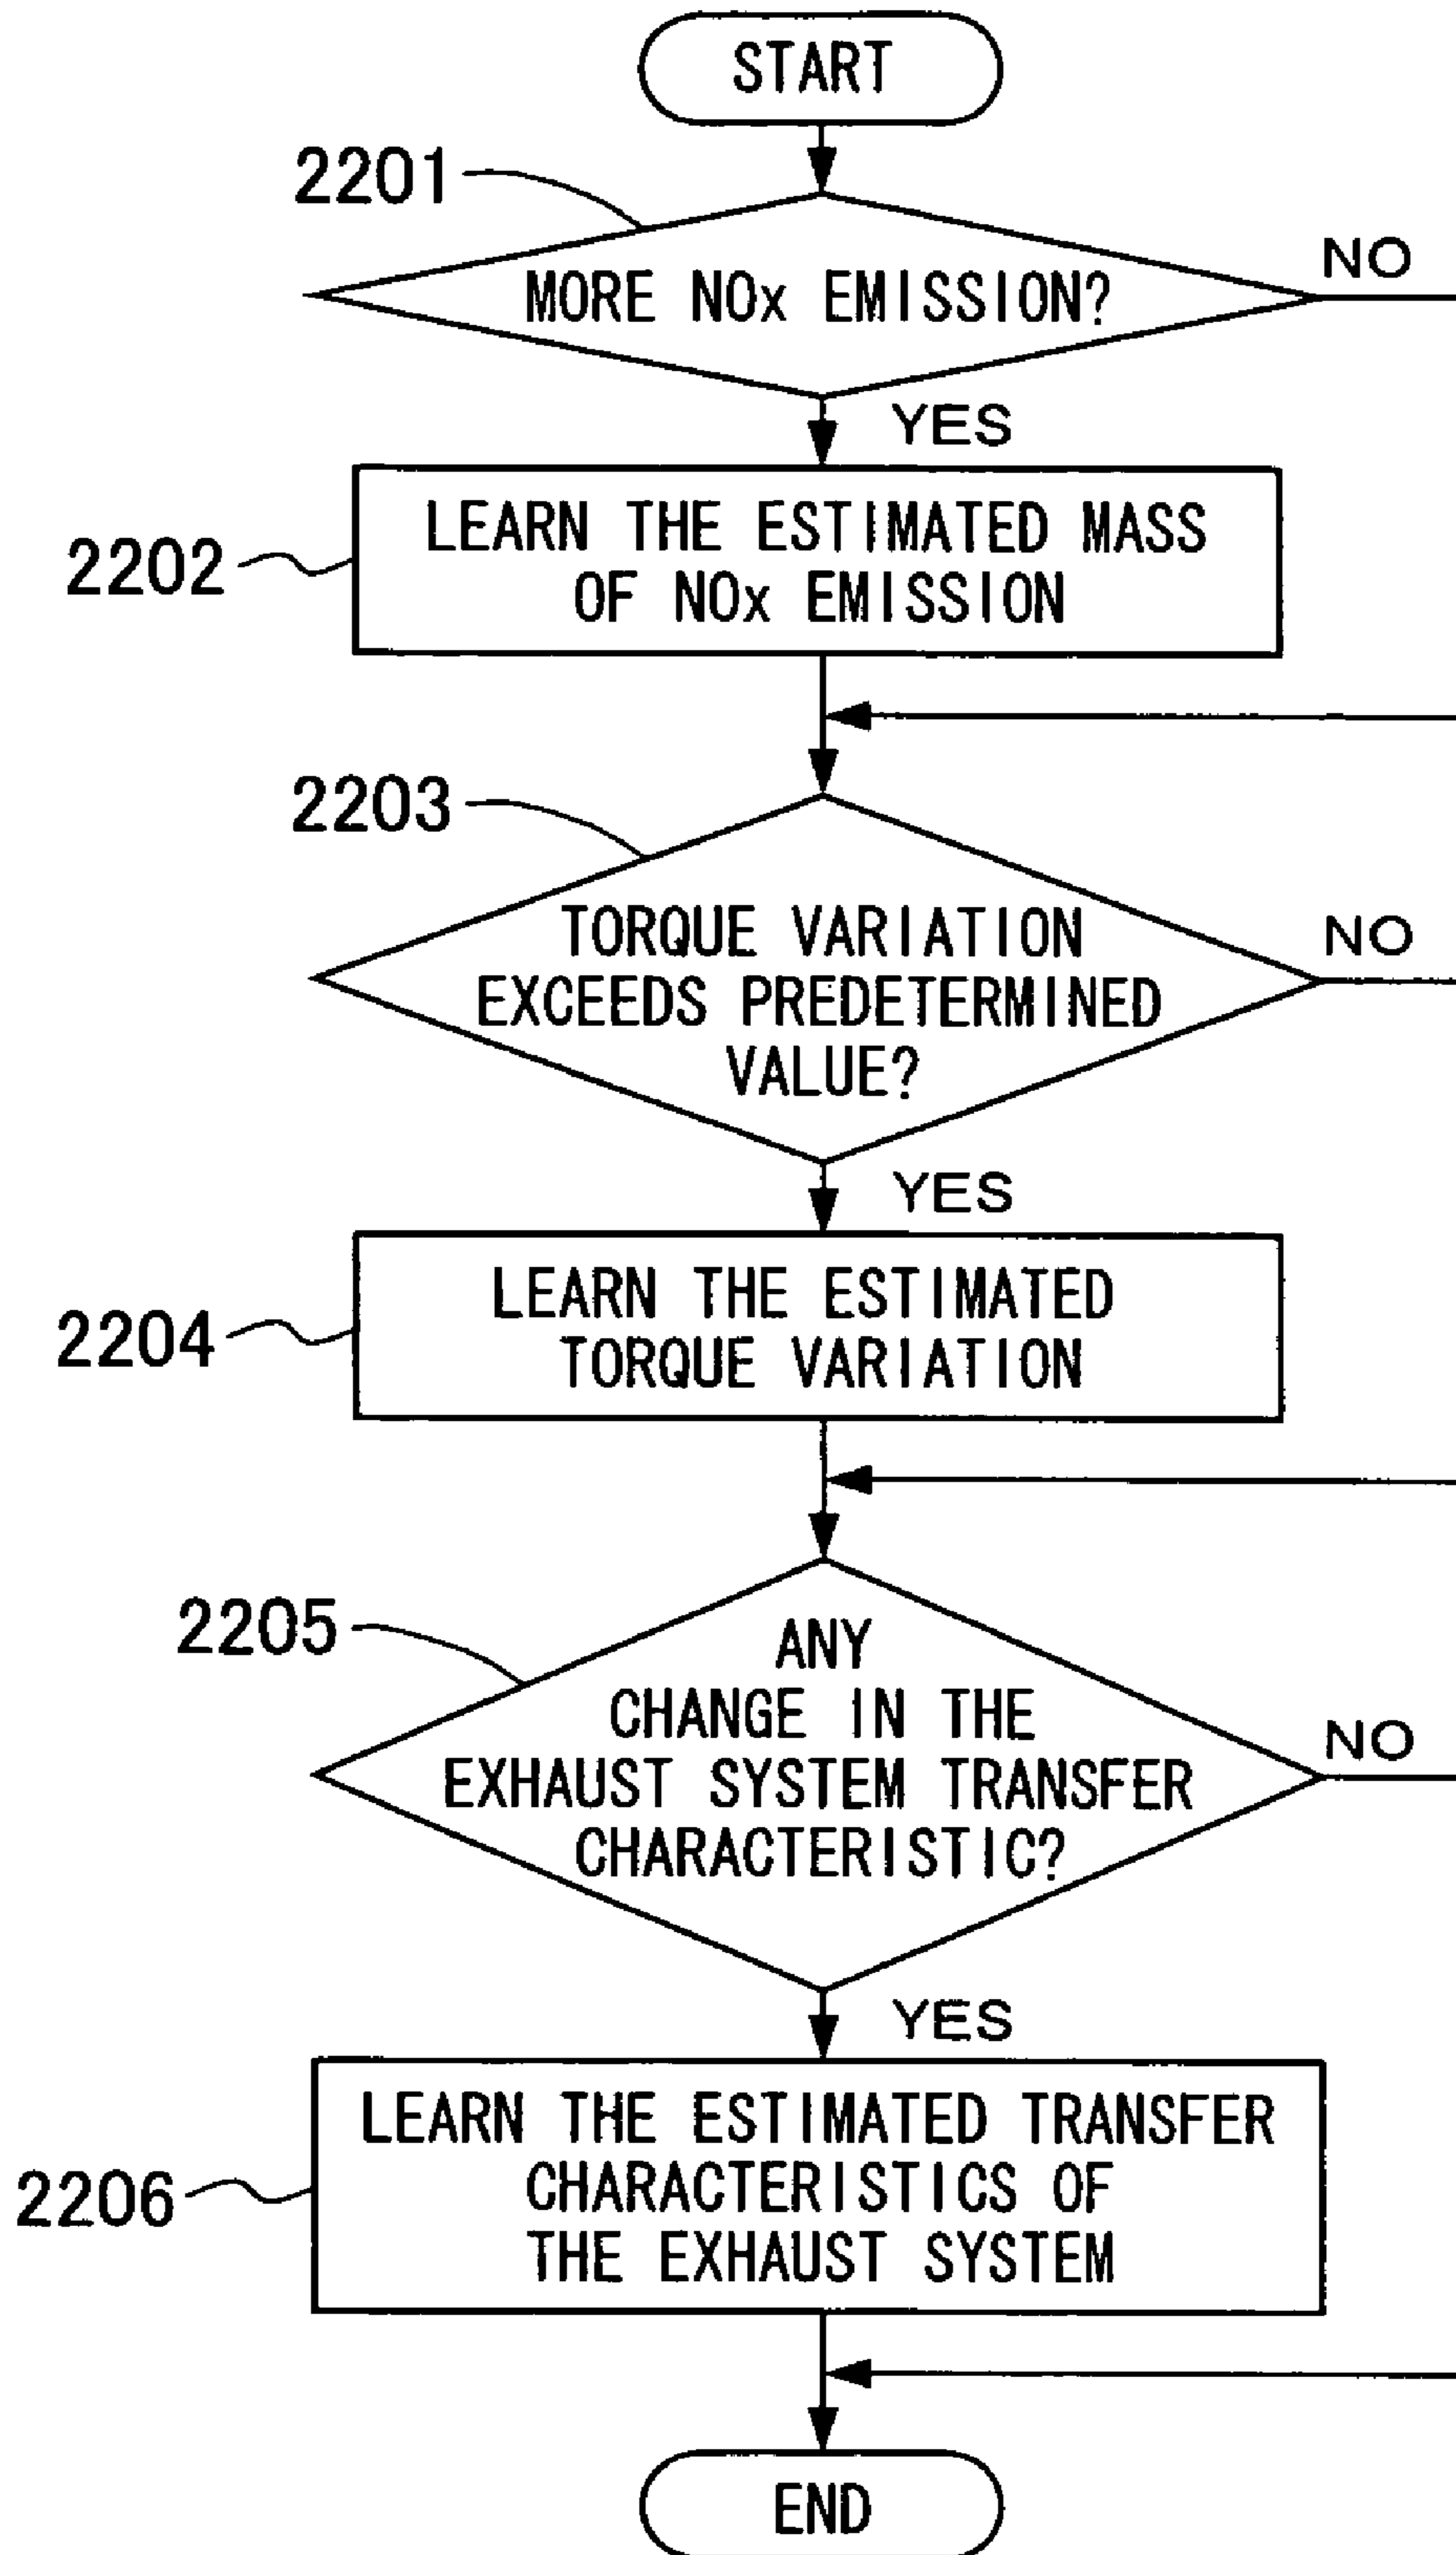 START
2201
MORE NOx EMISSION?
NO
YES
2202
LEARN THE ESTIMATED MASS
OF NOx EMISSION
2203
TORQUE VARIATION
EXCEEDS PREDETERMINED
VALUE?
NO
YES
2204
LEARN THE ESTIMATED
TORQUE VARIATION
2205
ANY
CHANGE IN THE
EXHAUST SYSTEM TRANSFER
CHARACTERISTIC?
NO
YES
2206
LEARN THE ESTIMATED TRANSFER
CHARACTERISTICS OF
THE EXHAUST SYSTEM
END